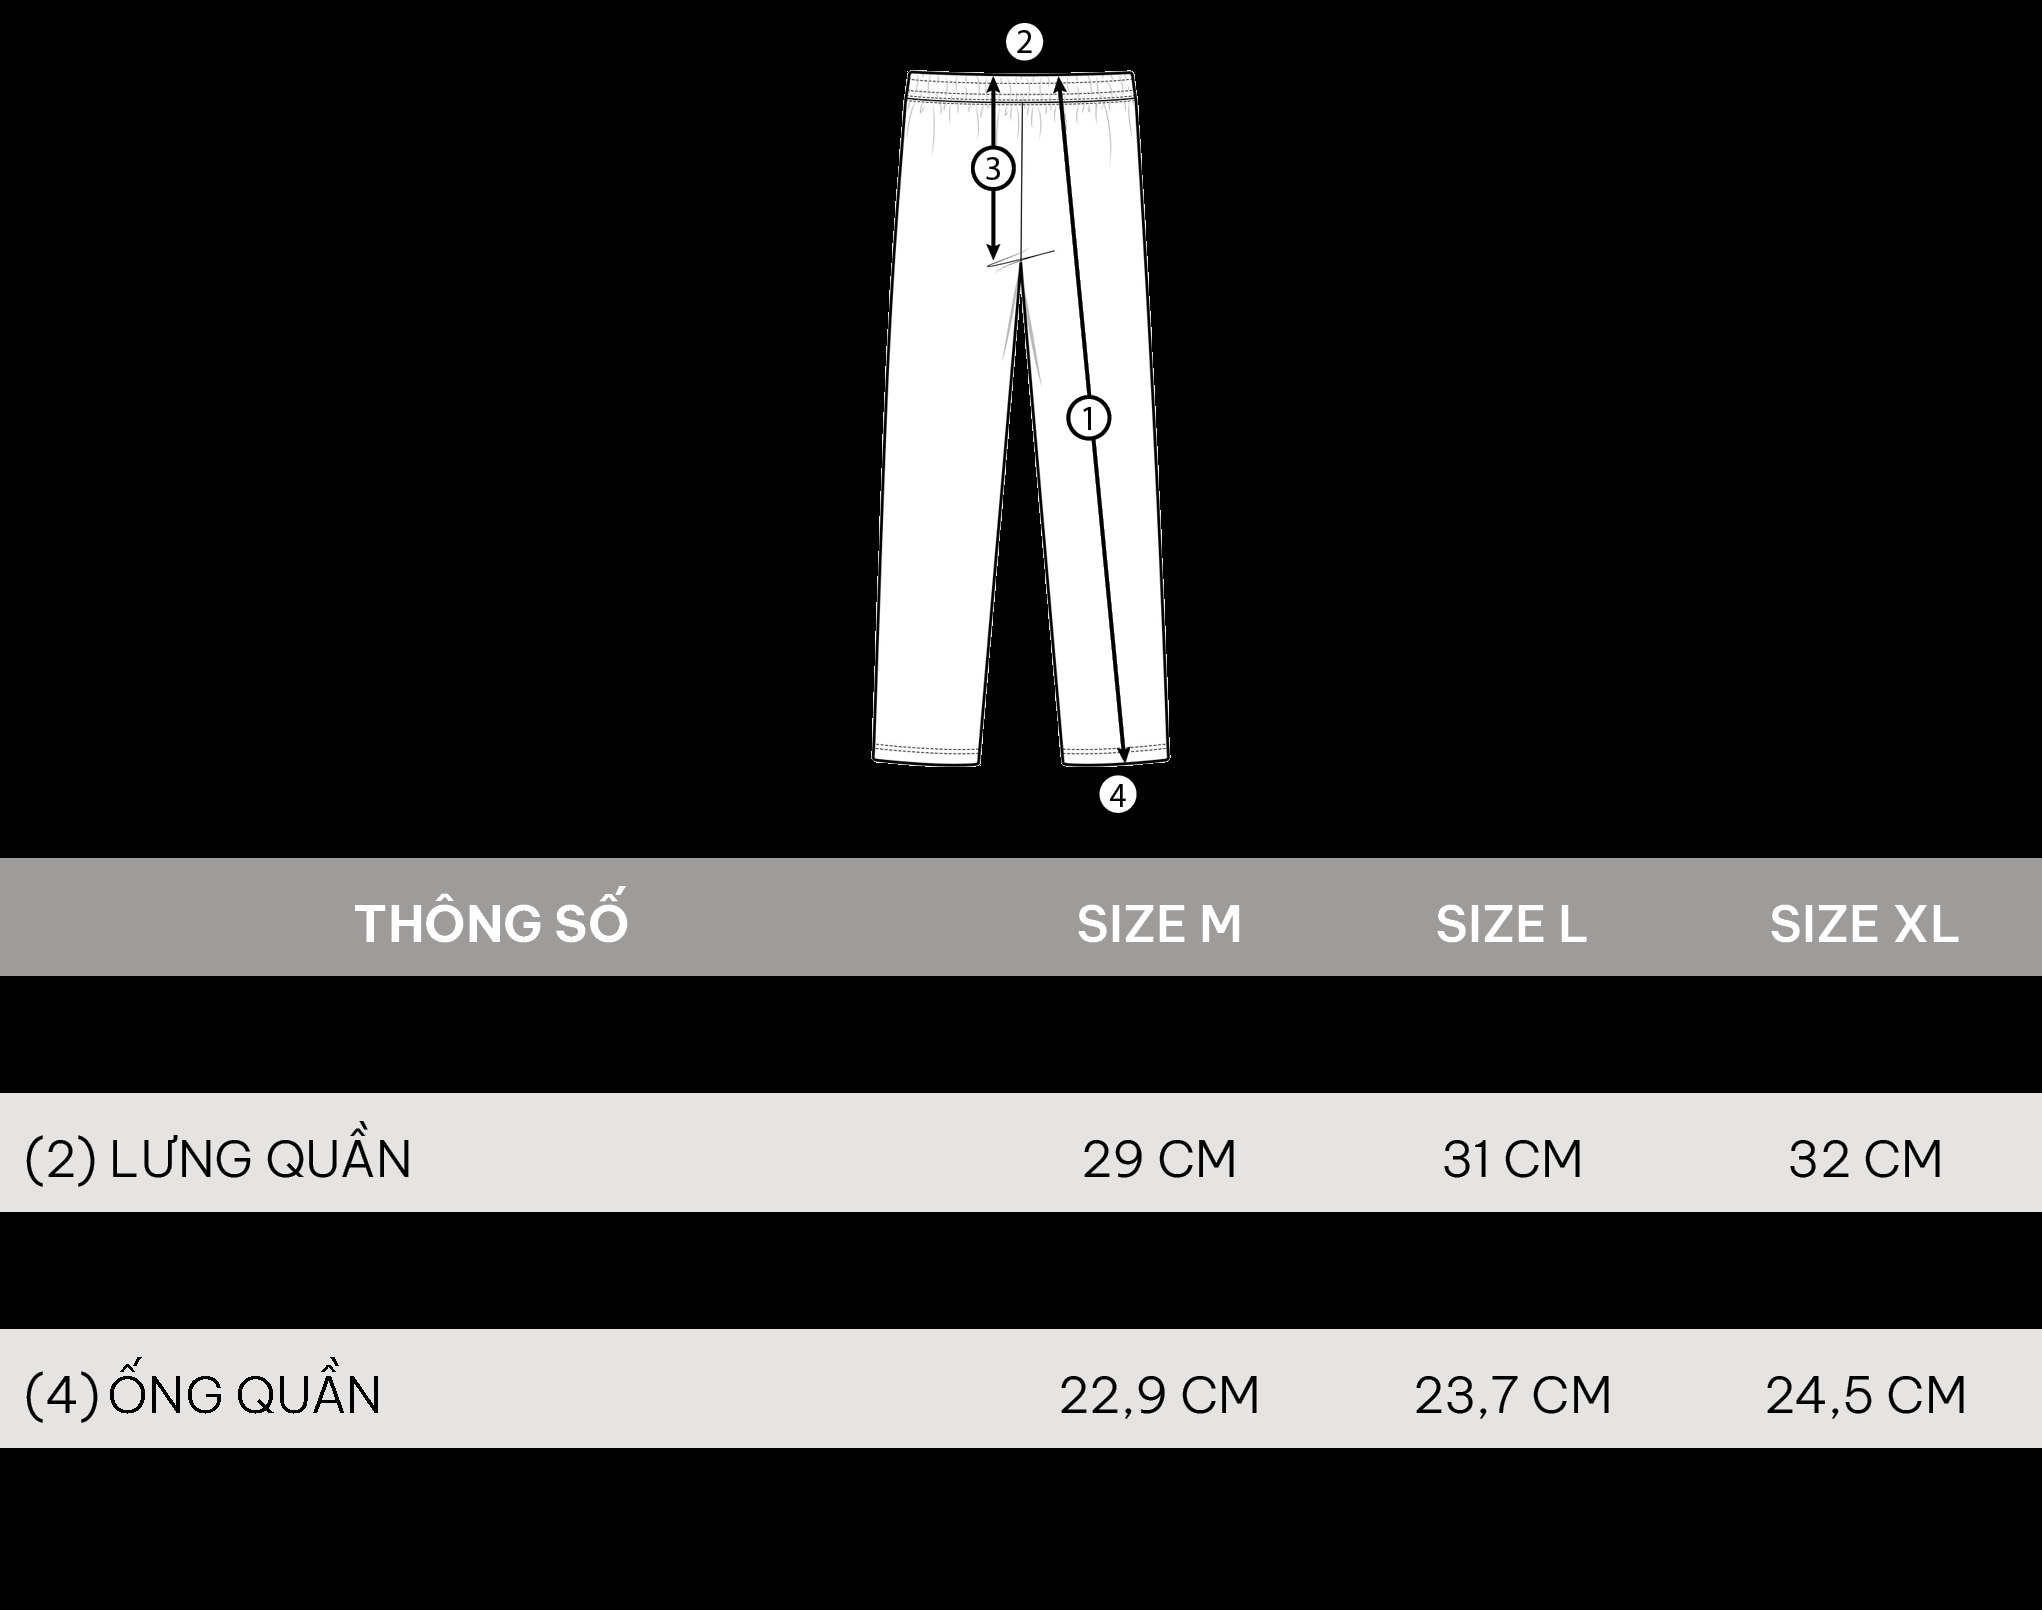 2
3
1
4
THÔNG SỐ SIZE M SIZE L SIZE XL
(2) LƯNG QUẦN 29 CM 31 CM 32 CM
(4) ỐNG QUẦN 22,9 CM 23,7 CM 24,5 CM